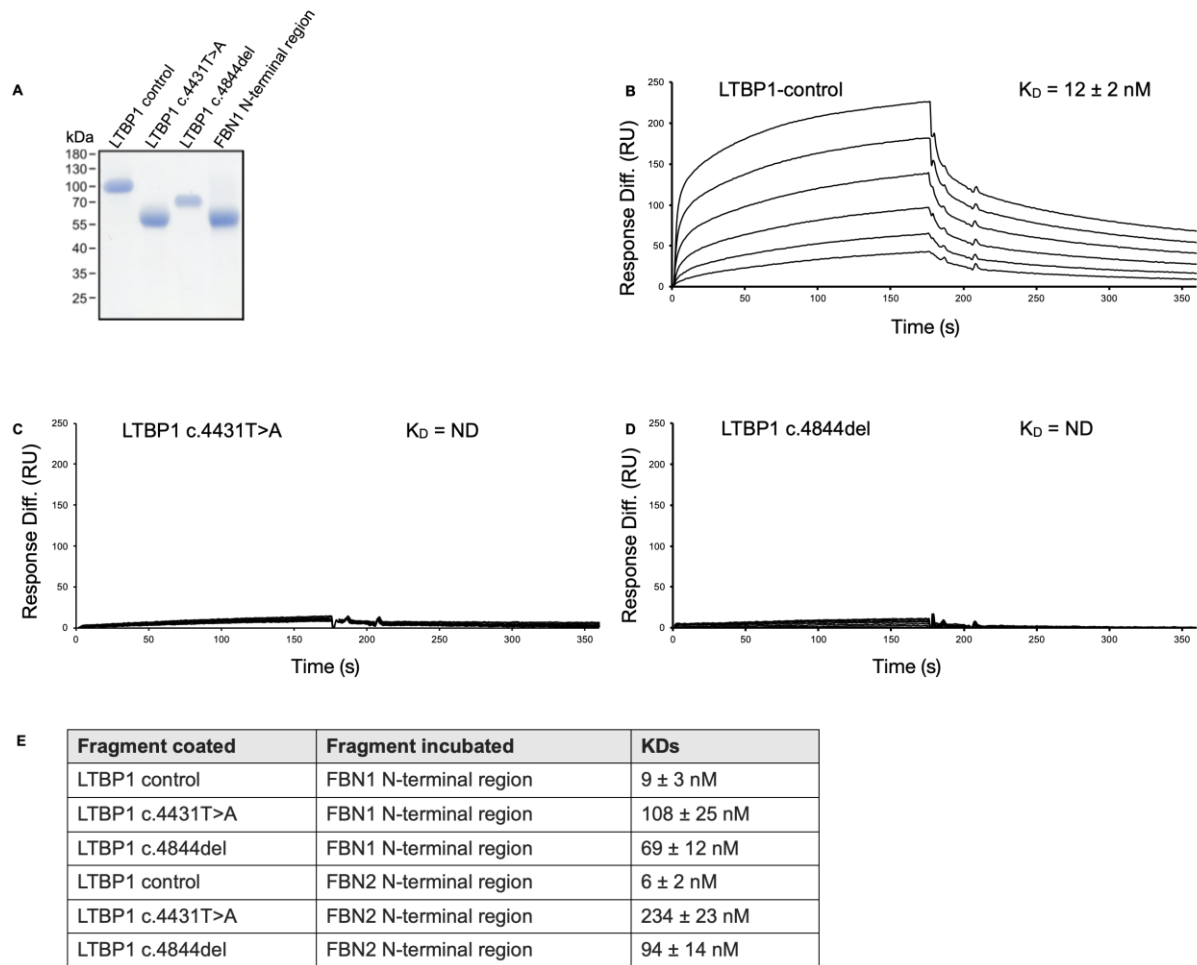 A
LTBP1 control
LTBP1 c.4431T>A
LTBP1 c.4844del
FBN1 N-terminal region
kDa
180
130
100
70
55
40
35
25
B
LTBP1-control
K_D = 12 ± 2 nM
Response Diff. (RU)
250
200
150
100
50
0
0 50 100 150 200 250 300 350
Time (s)
C
LTBP1 c.4431T>A
K_D = ND
Response Diff. (RU)
250
200
150
100
50
0
0 50 100 150 200 250 300 350
Time (s)
D
LTBP1 c.4844del
K_D = ND
Response Diff. (RU)
250
200
150
100
50
0
0 50 100 150 200 250 300 350
Time (s)
E
Fragment coated Fragment incubated KDs
LTBP1 control FBN1 N-terminal region 9 ± 3 nM
LTBP1 c.4431T>A FBN1 N-terminal region 108 ± 25 nM
LTBP1 c.4844del FBN1 N-terminal region 69 ± 12 nM
LTBP1 control FBN2 N-terminal region 6 ± 2 nM
LTBP1 c.4431T>A FBN2 N-terminal region 234 ± 23 nM
LTBP1 c.4844del FBN2 N-terminal region 94 ± 14 nM